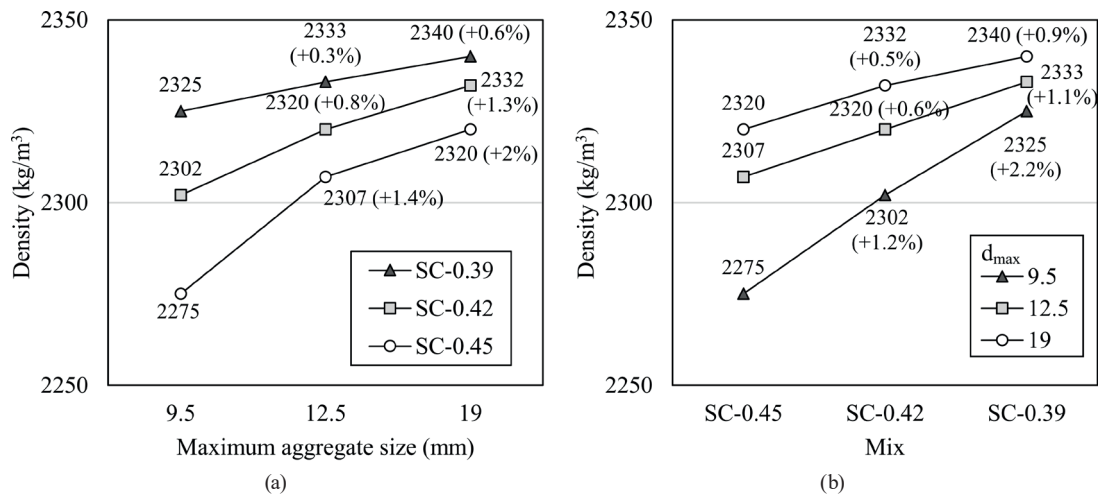 2350
2300
2250
Density (kg/m³)
2325
2333
(+0.3%)
2340 (+0.6%)
2302
2320 (+0.8%)
2332
(+1.3%)
2275
2307 (+1.4%)
2320 (+2%)
SC-0.39
SC-0.42
SC-0.45
9.5
12.5
19
Maximum aggregate size (mm)
(a)
2350
2300
2250
Density (kg/m³)
2320
2332
(+0.5%)
2340 (+0.9%)
2307
2320 (+0.6%)
2333
(+1.1%)
2275
2302
(+1.2%)
2325
(+2.2%)
dmax
9.5
12.5
19
SC-0.45
SC-0.42
SC-0.39
Mix
(b)